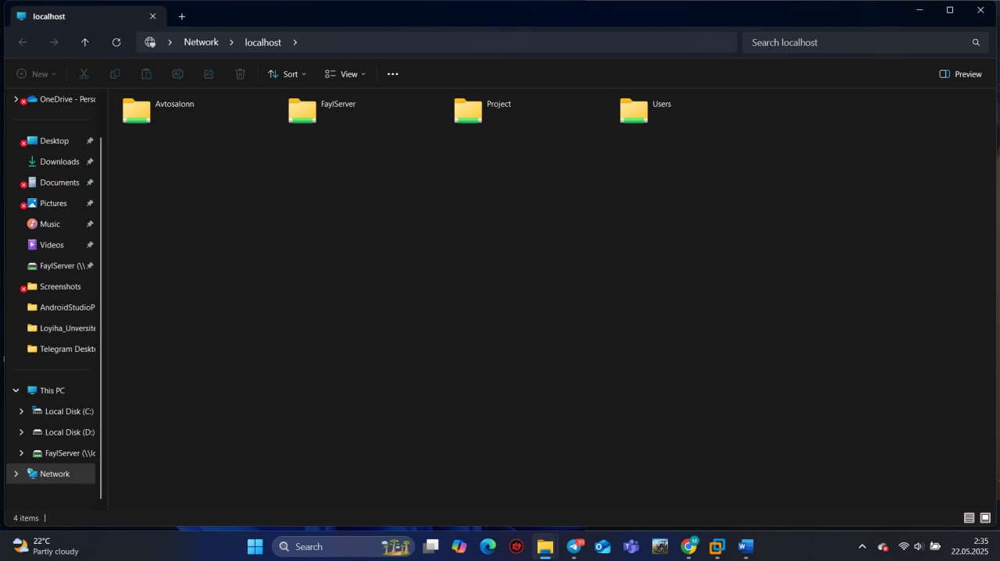 localhost
Network
localhost
Search localhost
New
Sort
View
Preview
OneDrive - Perso
Desktop
Downloads
Documents
Pictures
Music
Videos
FaylServer (\\
Screenshots
AndroidStudioP
Loyiha_Unversite
Telegram Deskto
This PC
Local Disk (C:)
Local Disk (D:)
FaylServer (\\lo
Network
Avtosalonn
FaylServer
Project
Users
4 items
22°C
Partly cloudy
Search
2:35
22.05.2025